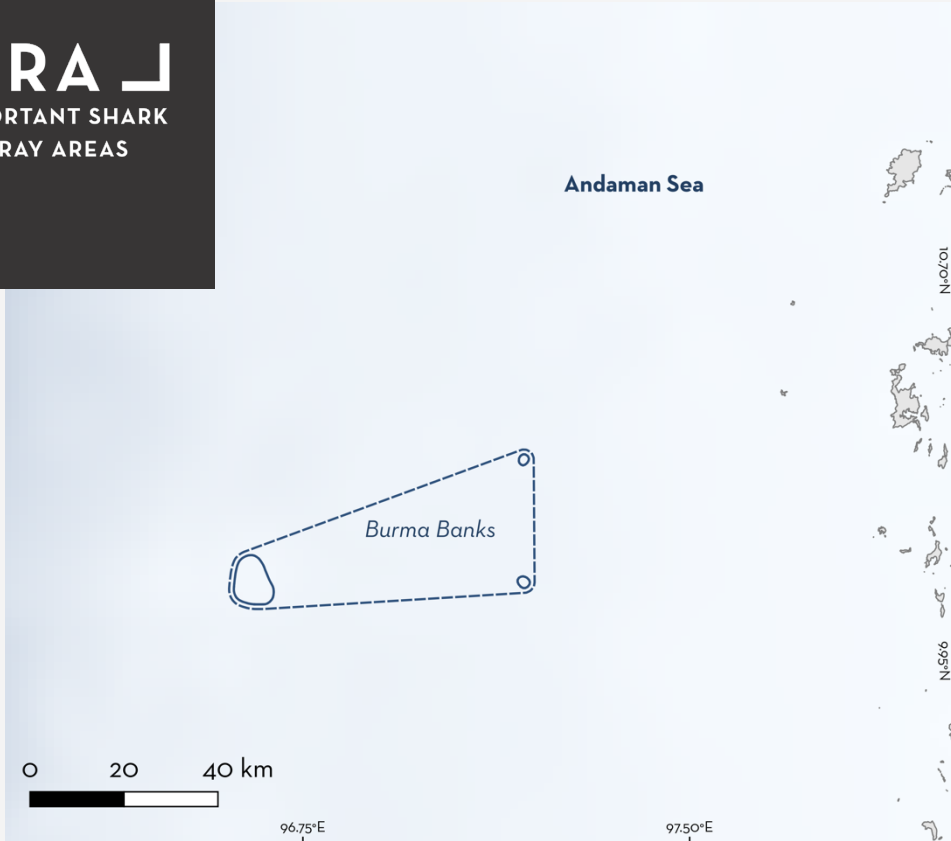 RA
RTANT SHARK
RAY AREAS
Andaman Sea
10.70°N
Burma Banks
9.95°N
0 20 40 km
96.75°E 97.50°E